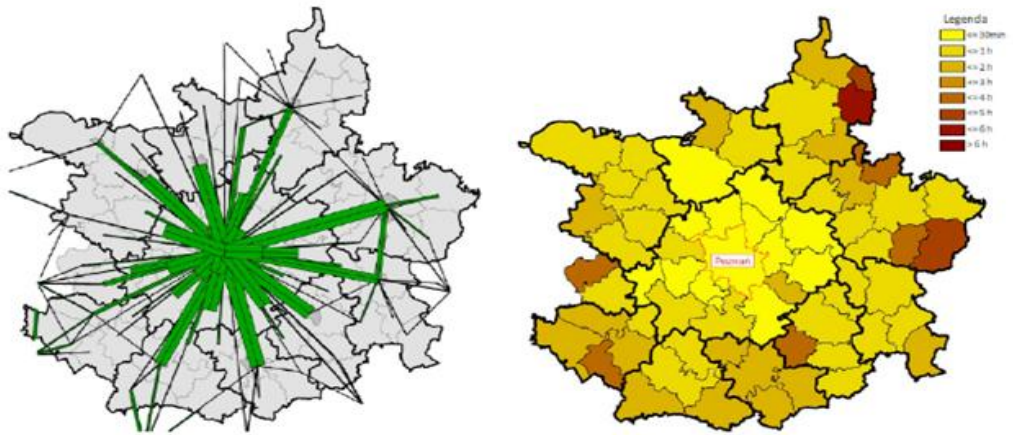 Legenda
<= 30min
<= 1 h
<= 2 h
<= 3 h
<= 4 h
<= 5 h
<= 6 h
> 6 h
Poznań